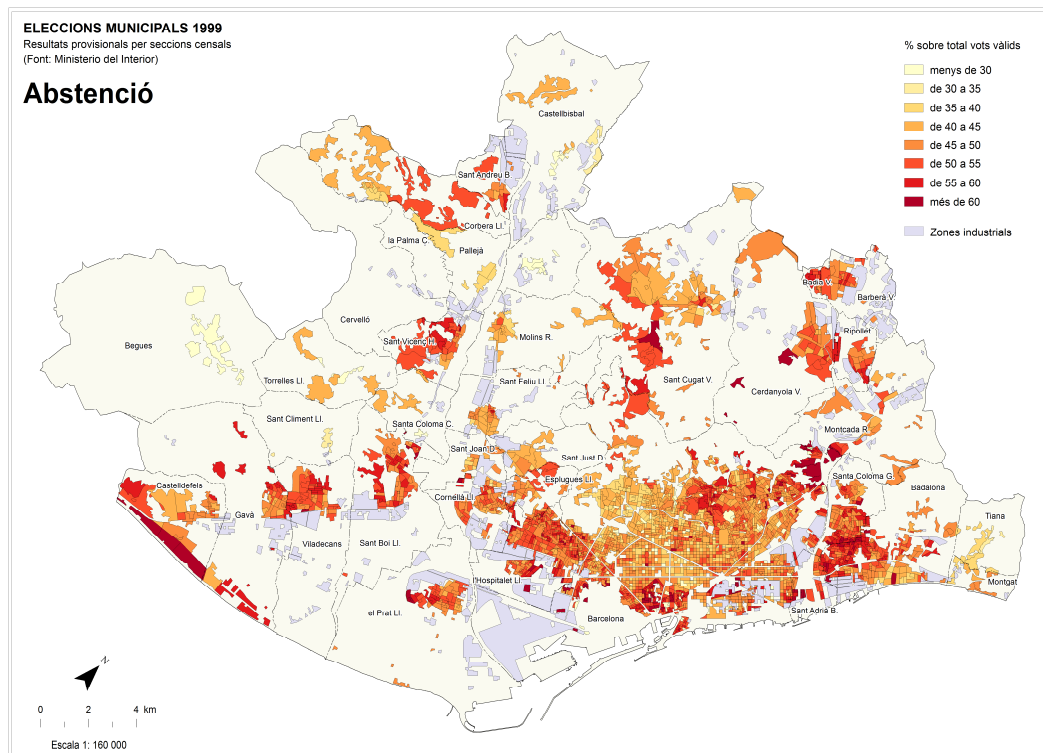 ELECCIONS MUNICIPALS 1999
Resultats provisionals per seccions censals
(Font: Ministerio del Interior)
Abstenció
% sobre total vots vàlids
menys de 30
de 30 a 35
de 35 a 40
de 40 a 45
de 45 a 50
de 50 a 55
de 55 a 60
més de 60
Zones industrials
Castellbisbal
Sant Andreu B.
Corbera Ll.
la Palma C.
Pallejà
Badia V.
Barberà V.
Cervelló
Ripollet
Begues
Sant Vicenç H.
Molins R.
Torrelles Ll.
Sant Feliu Ll.
Sant Cugat V.
Cerdanyola V.
Sant Climent Ll.
Santa Coloma C.
Montcada R.
Sant Joan D.
Sant Just D.
Santa Coloma G.
Esplugues Ll.
Castelldefels
Badalona
Cornellà Ll.
Gavà
Tiana
Viladecans
Sant Boi Ll.
l'Hospitalet Ll.
Montgat
el Prat Ll.
Sant Adrià B.
Barcelona
N
0 2 4 km
Escala 1: 160 000